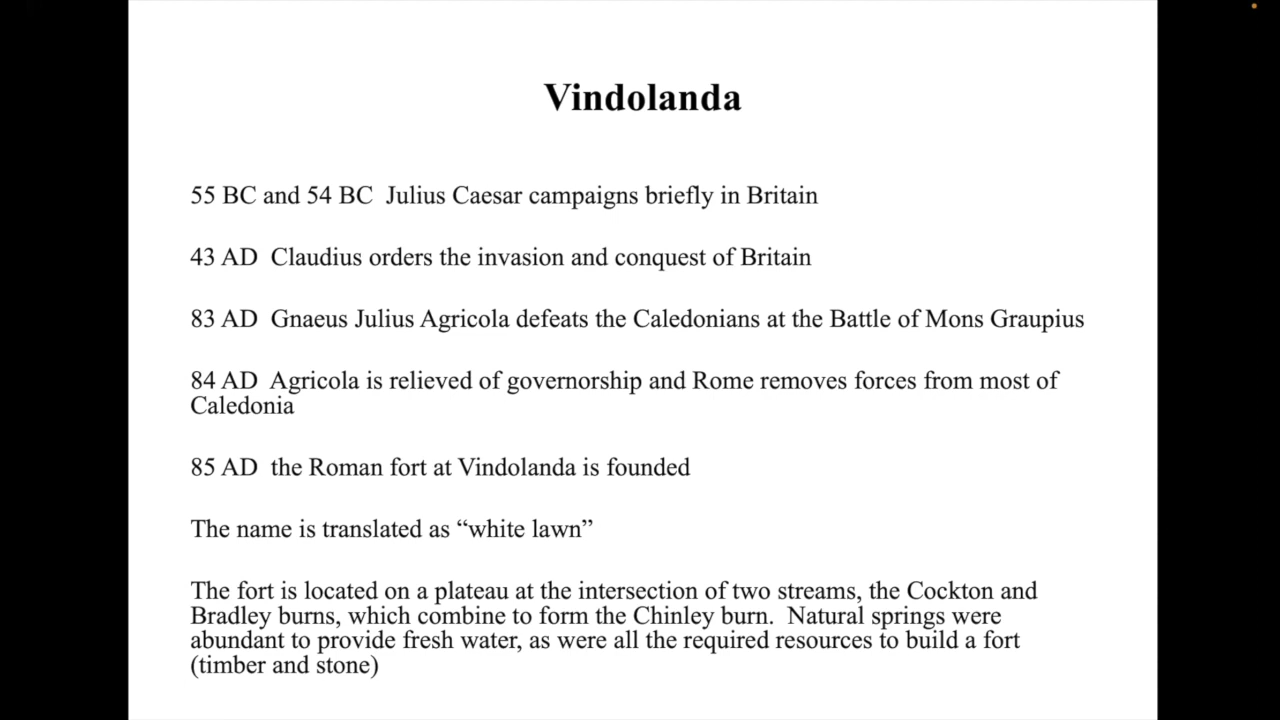 Vindolanda
55 BC and 54 BC  Julius Caesar campaigns briefly in Britain
43 AD  Claudius orders the invasion and conquest of Britain
83 AD  Gnaeus Julius Agricola defeats the Caledonians at the Battle of Mons Graupius
84 AD  Agricola is relieved of governorship and Rome removes forces from most of
Caledonia
85 AD  the Roman fort at Vindolanda is founded
The name is translated as “white lawn”
The fort is located on a plateau at the intersection of two streams, the Cockton and
Bradley burns, which combine to form the Chinley burn.  Natural springs were
abundant to provide fresh water, as were all the required resources to build a fort
(timber and stone)